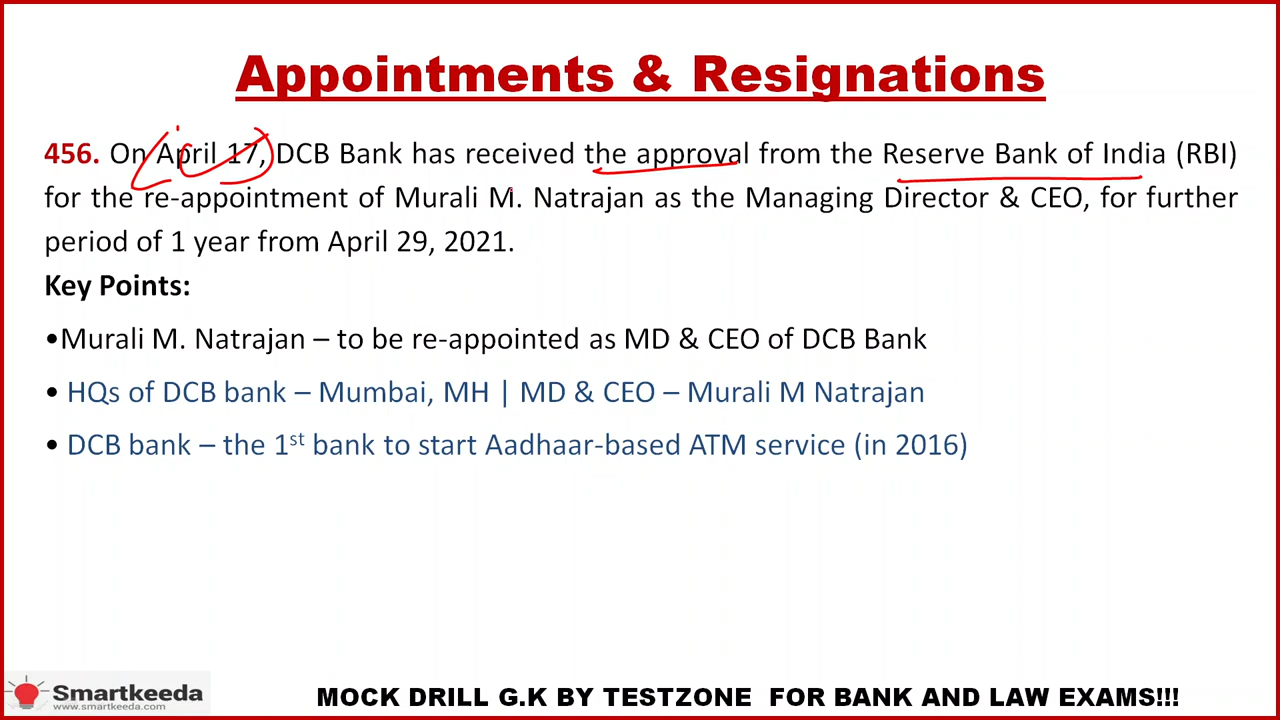 Appointments & Resignations
456. On April 17, DCB Bank has received the approval from the Reserve Bank of India (RBI)
for the re-appointment of Murali M. Natrajan as the Managing Director & CEO, for further
period of 1 year from April 29, 2021.
Key Points:
•Murali M. Natrajan – to be re-appointed as MD & CEO of DCB Bank
• HQs of DCB bank – Mumbai, MH | MD & CEO – Murali M Natrajan
• DCB bank – the 1st bank to start Aadhaar-based ATM service (in 2016)
Smartkeeda
www.smartkeeda.com
MOCK DRILL G.K BY TESTZONE FOR BANK AND LAW EXAMS!!!